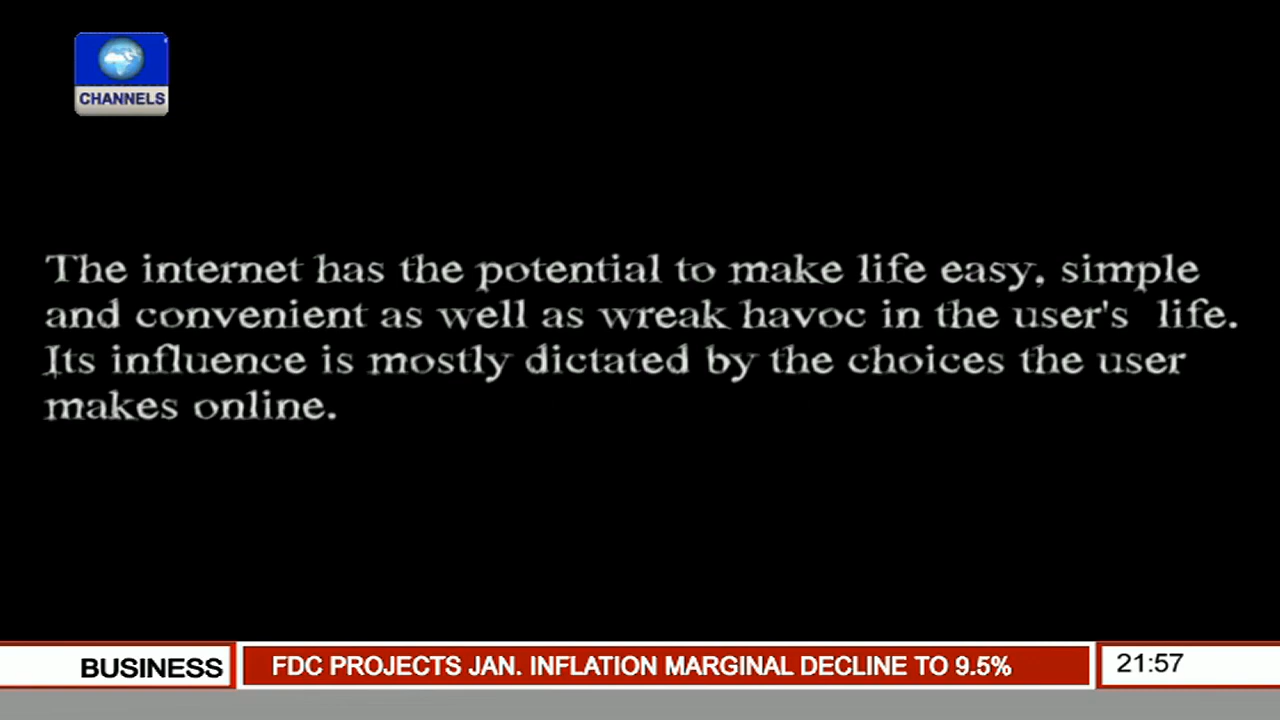 CHANNELS
The internet has the potential to make life easy, simple
and convenient as well as wreak havoc in the user's  life.
Its influence is mostly dictated by the choices the user
makes online.
BUSINESS
FDC PROJECTS JAN. INFLATION MARGINAL DECLINE TO 9.5%
21:57